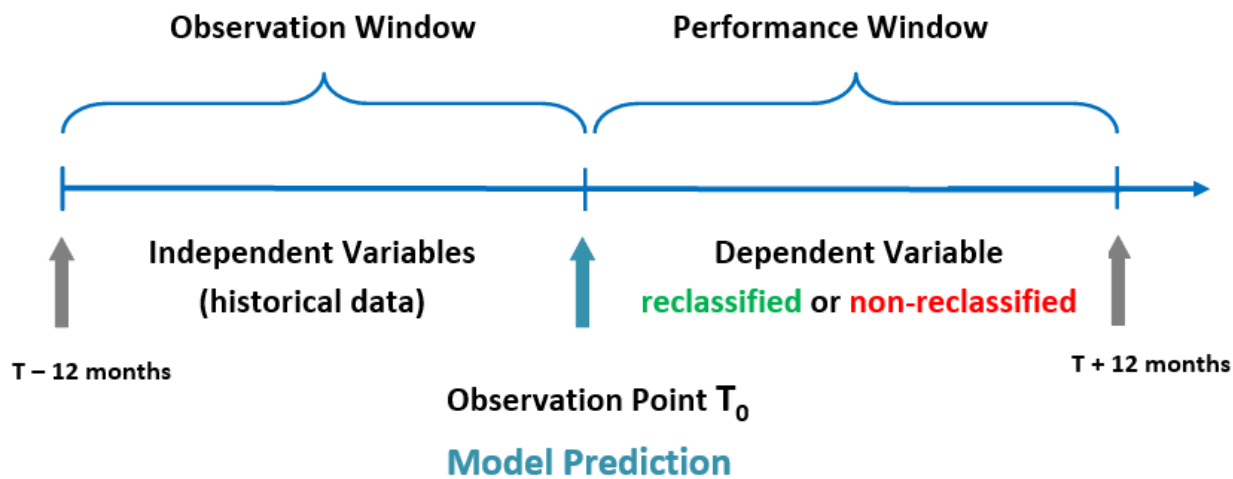 Observation Window
Performance Window
Independent Variables
(historical data)
Dependent Variable
reclassified or non-reclassified
T – 12 months
T + 12 months
Observation Point T₀
Model Prediction